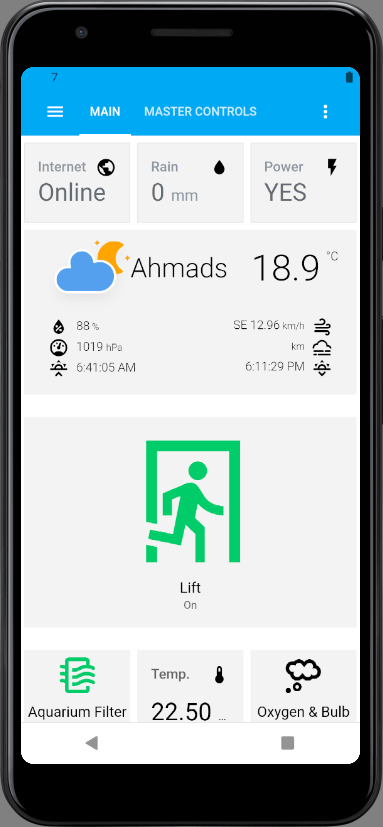 7
MAIN MASTER CONTROLS
Internet Rain Power
Online 0 mm YES
Ahmads 18.9 °C
88 % SE 12.96 km/h
1019 hPa km
6:41:05 AM 6:11:29 PM
Lift
On
Temp.
Aquarium Filter 22.50 ... Oxygen & Bulb